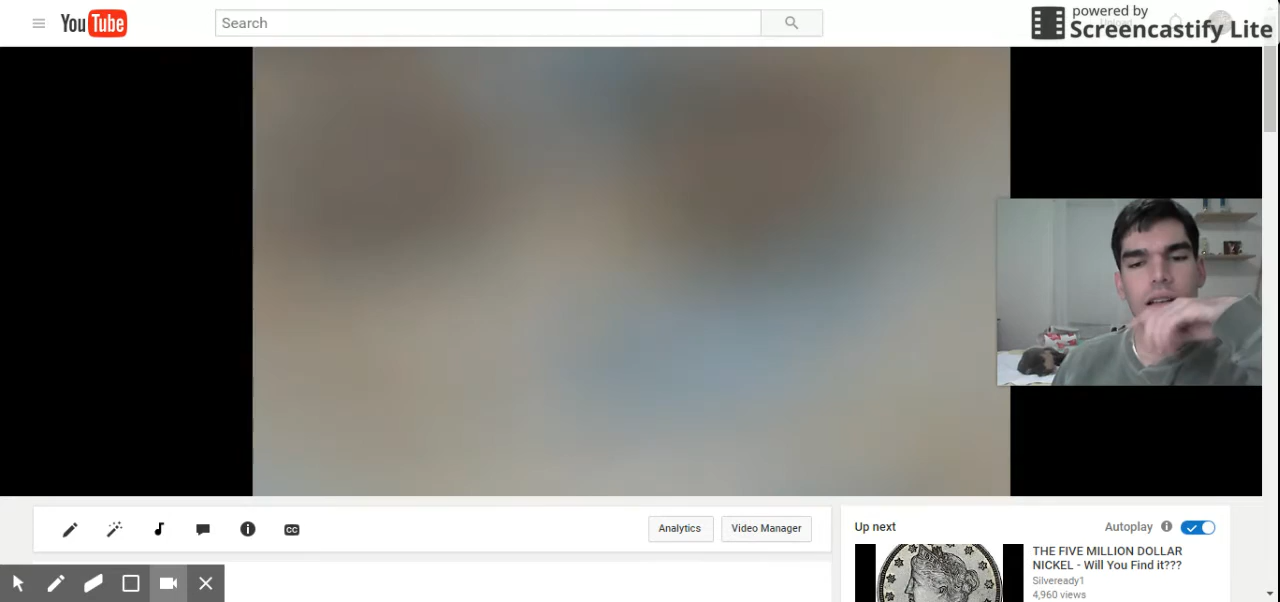 YouTube
Search
powered by
Screencastify Lite
Analytics
Video Manager
Up next
Autoplay
THE FIVE MILLION DOLLAR
NICKEL - Will You Find it???
Silveready1
4,960 views